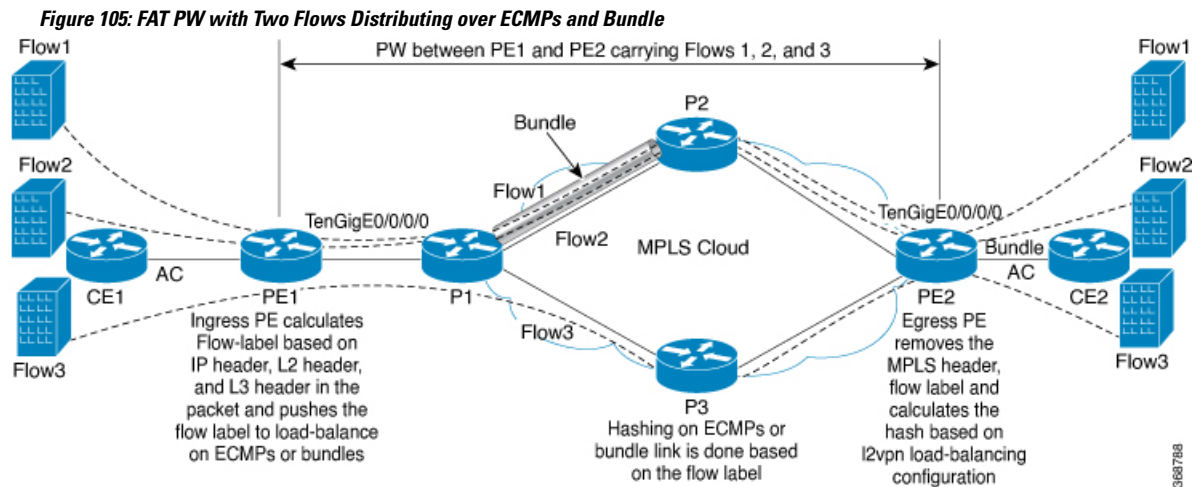 Figure 105: FAT PW with Two Flows Distributing over ECMPs and Bundle
Flow1
PW between PE1 and PE2 carrying Flows 1, 2, and 3
Flow1
P2
Bundle
Flow2
Flow1
Flow2
TenGigE0/0/0/0
Flow2
MPLS Cloud
TenGigE0/0/0/0
Bundle
AC
AC
CE1
PE1
P1
PE2
CE2
Flow3
Flow3
Flow3
Ingress PE calculates
Flow-label based on
IP header, L2 header,
and L3 header in the
packet and pushes the
flow label to load-balance
on ECMPs or bundles
P3
Hashing on ECMPs or
bundle link is done based
on the flow label
Egress PE
removes the
MPLS header,
flow label and
calculates the
hash based on
l2vpn load-balancing
configuration
368788